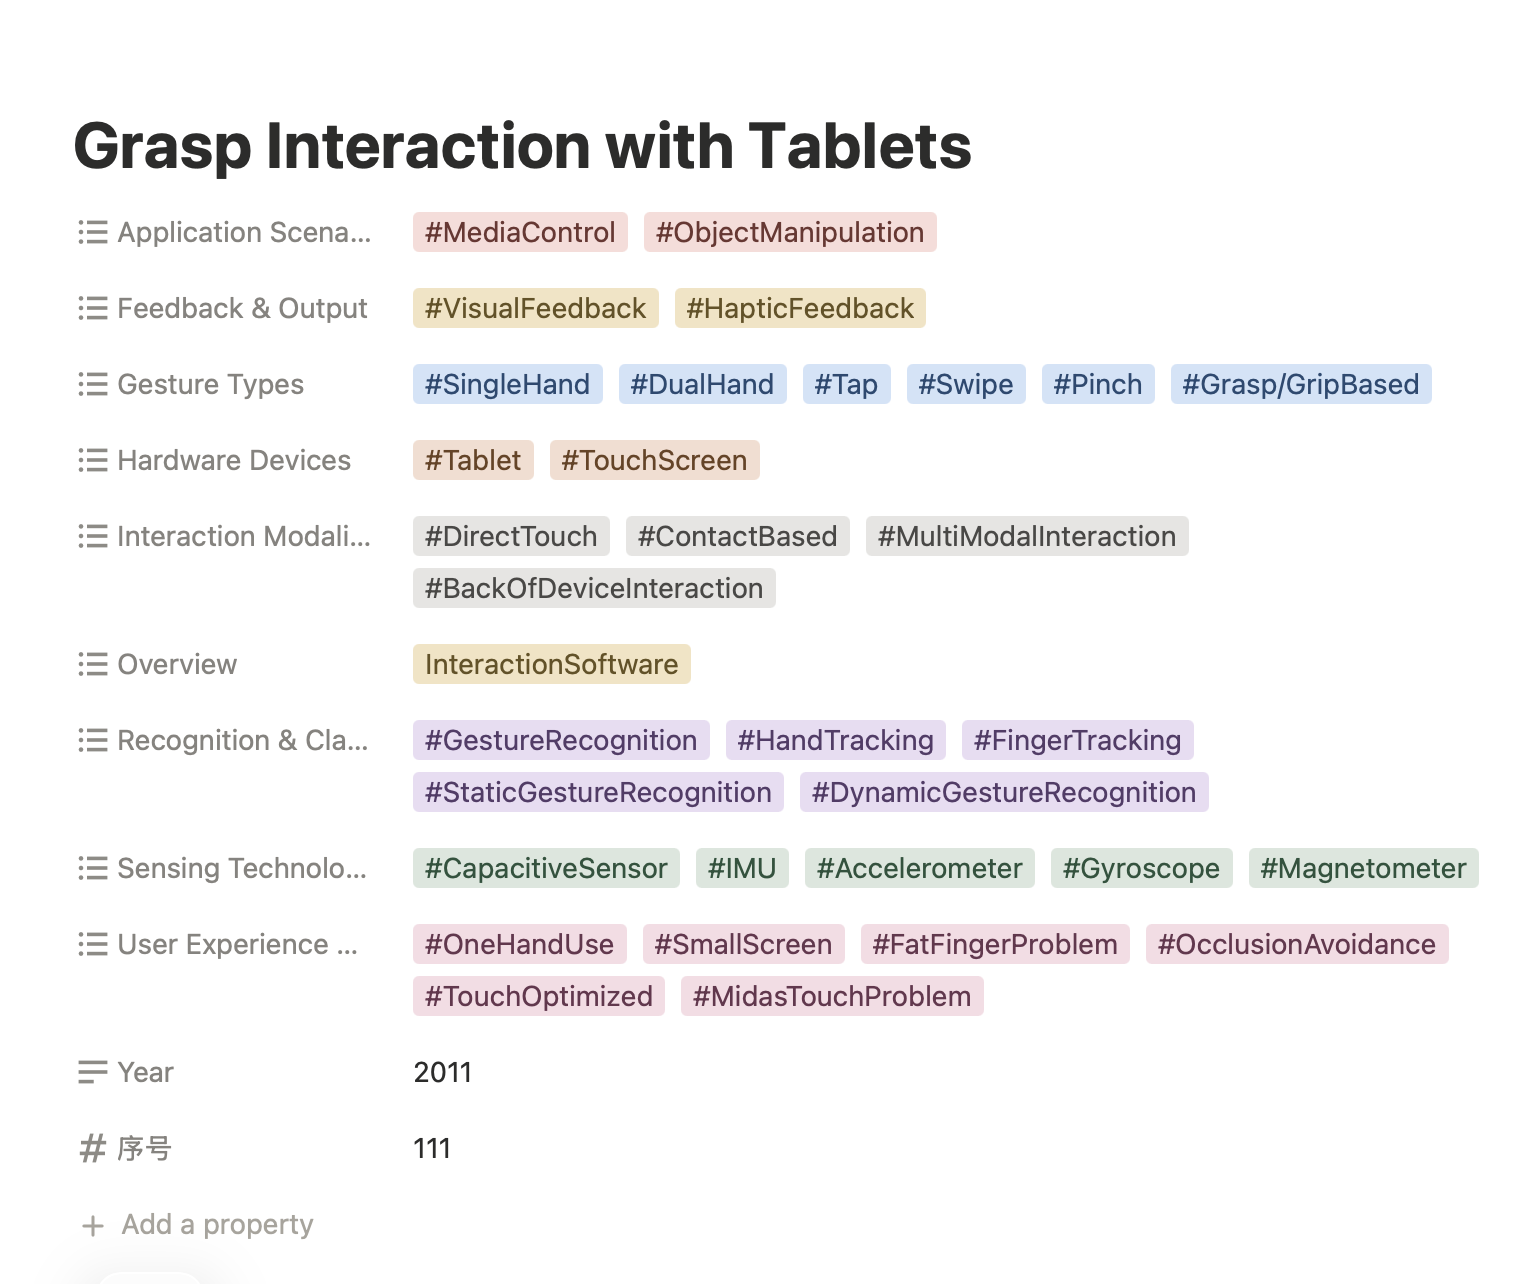 Grasp Interaction with Tablets
Application Scena... #MediaControl #ObjectManipulation
Feedback & Output #VisualFeedback #HapticFeedback
Gesture Types #SingleHand #DualHand #Tap #Swipe #Pinch #Grasp/GripBased
Hardware Devices #Tablet #TouchScreen
Interaction Modali... #DirectTouch #ContactBased #MultiModalInteraction
#BackOfDeviceInteraction
Overview InteractionSoftware
Recognition & Cla... #GestureRecognition #HandTracking #FingerTracking
#StaticGestureRecognition #DynamicGestureRecognition
Sensing Technolo... #CapacitiveSensor #IMU #Accelerometer #Gyroscope #Magnetometer
User Experience ... #OneHandUse #SmallScreen #FatFingerProblem #OcclusionAvoidance
#TouchOptimized #MidasTouchProblem
Year 2011
# 序号 111
+ Add a property